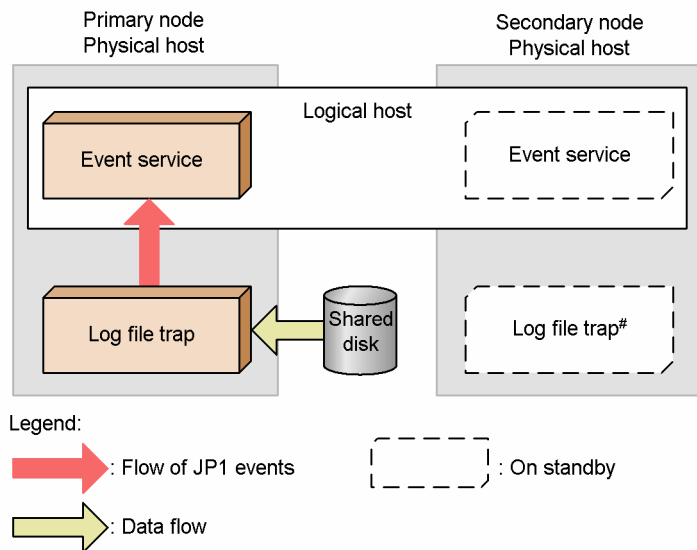 Primary node
Physical host
Secondary node
Physical host
Logical host
Event service
Event service
Log file trap
Shared
disk
Log file trap#
Legend:
: Flow of JP1 events
: On standby
: Data flow